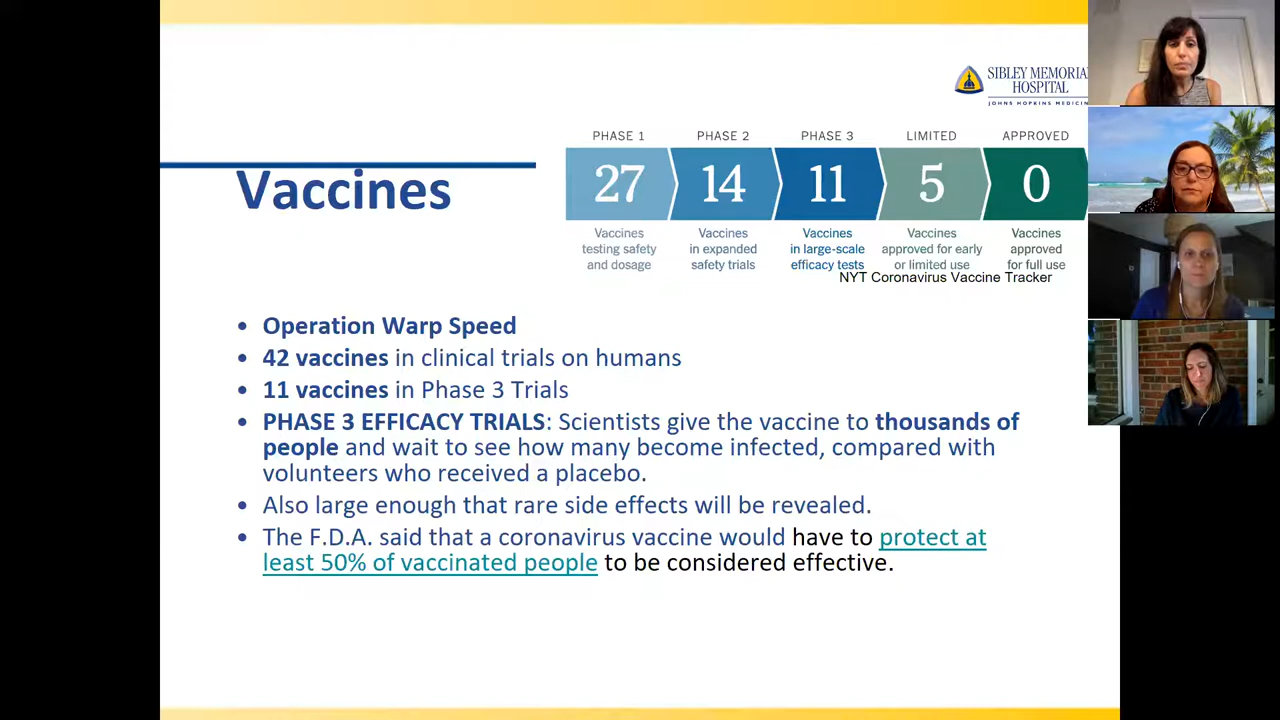 SIBLEY MEMORIAL
HOSPITAL
JOHNS HOPKINS MEDICINE
PHASE 1
PHASE 2
PHASE 3
LIMITED
APPROVED
27
14
11
5
0
Vaccines
testing safety
and dosage
Vaccines
in expanded
safety trials
Vaccines
in large-scale
efficacy tests
Vaccines
approved for early
or limited use
Vaccines
approved
for full use
NYT Coronavirus Vaccine Tracker
Vaccines
• Operation Warp Speed
• 42 vaccines in clinical trials on humans
• 11 vaccines in Phase 3 Trials
• PHASE 3 EFFICACY TRIALS: Scientists give the vaccine to thousands of
people and wait to see how many become infected, compared with
volunteers who received a placebo.
• Also large enough that rare side effects will be revealed.
• The F.D.A. said that a coronavirus vaccine would have to protect at
least 50% of vaccinated people to be considered effective.